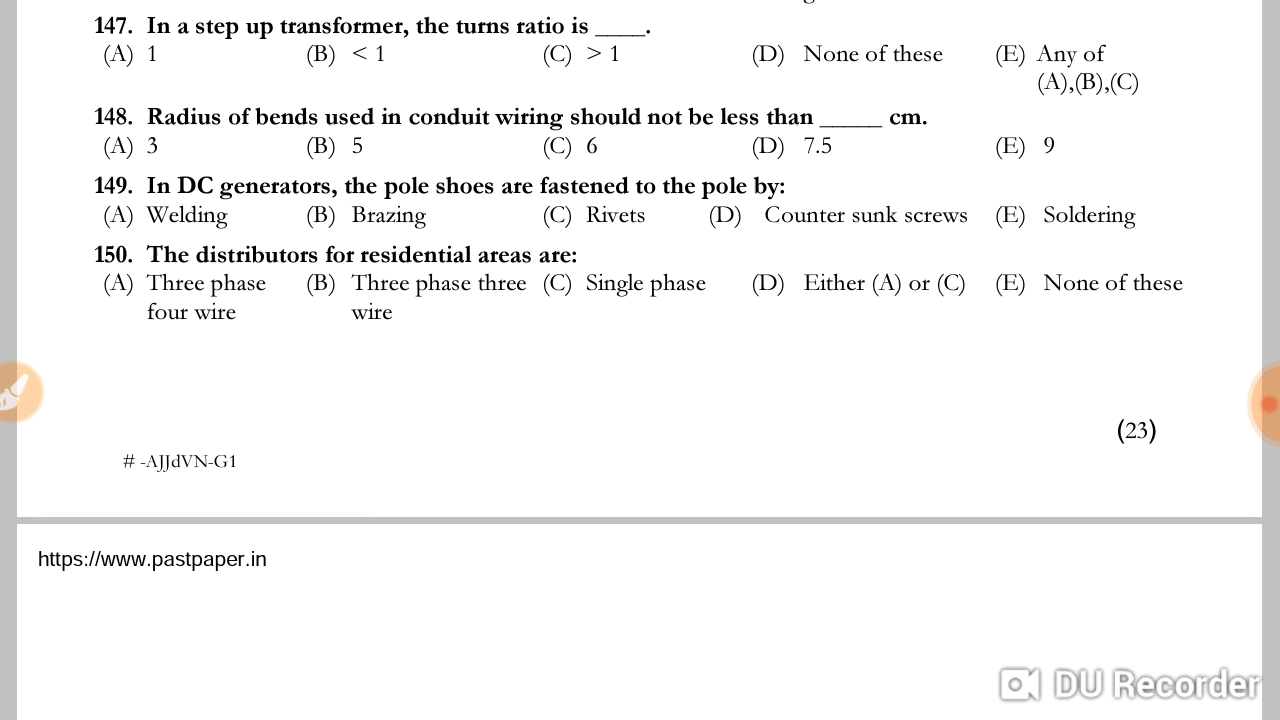 147. In a step up transformer, the turns ratio is ____.
(A) 1 (B) < 1 (C) > 1 (D) None of these (E) Any of
(A),(B),(C)
148. Radius of bends used in conduit wiring should not be less than _____ cm.
(A) 3 (B) 5 (C) 6 (D) 7.5 (E) 9
149. In DC generators, the pole shoes are fastened to the pole by:
(A) Welding (B) Brazing (C) Rivets (D) Counter sunk screws (E) Soldering
150. The distributors for residential areas are:
(A) Three phase (B) Three phase three (C) Single phase (D) Either (A) or (C) (E) None of these
four wire wire
(23)
# -AJJdVN-G1
https://www.pastpaper.in
DU Recorder